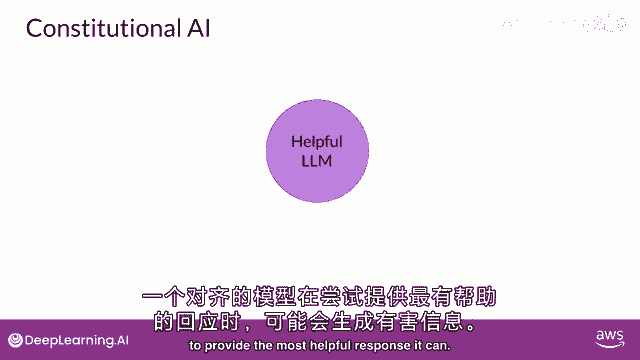 Constitutional AI
Helpful
LLM
一个对齐的模型在尝试提供最有帮助
的回应时，可能会生成有害信息。
to provide the most helpful response it can.
DeepLearning.AI
aws